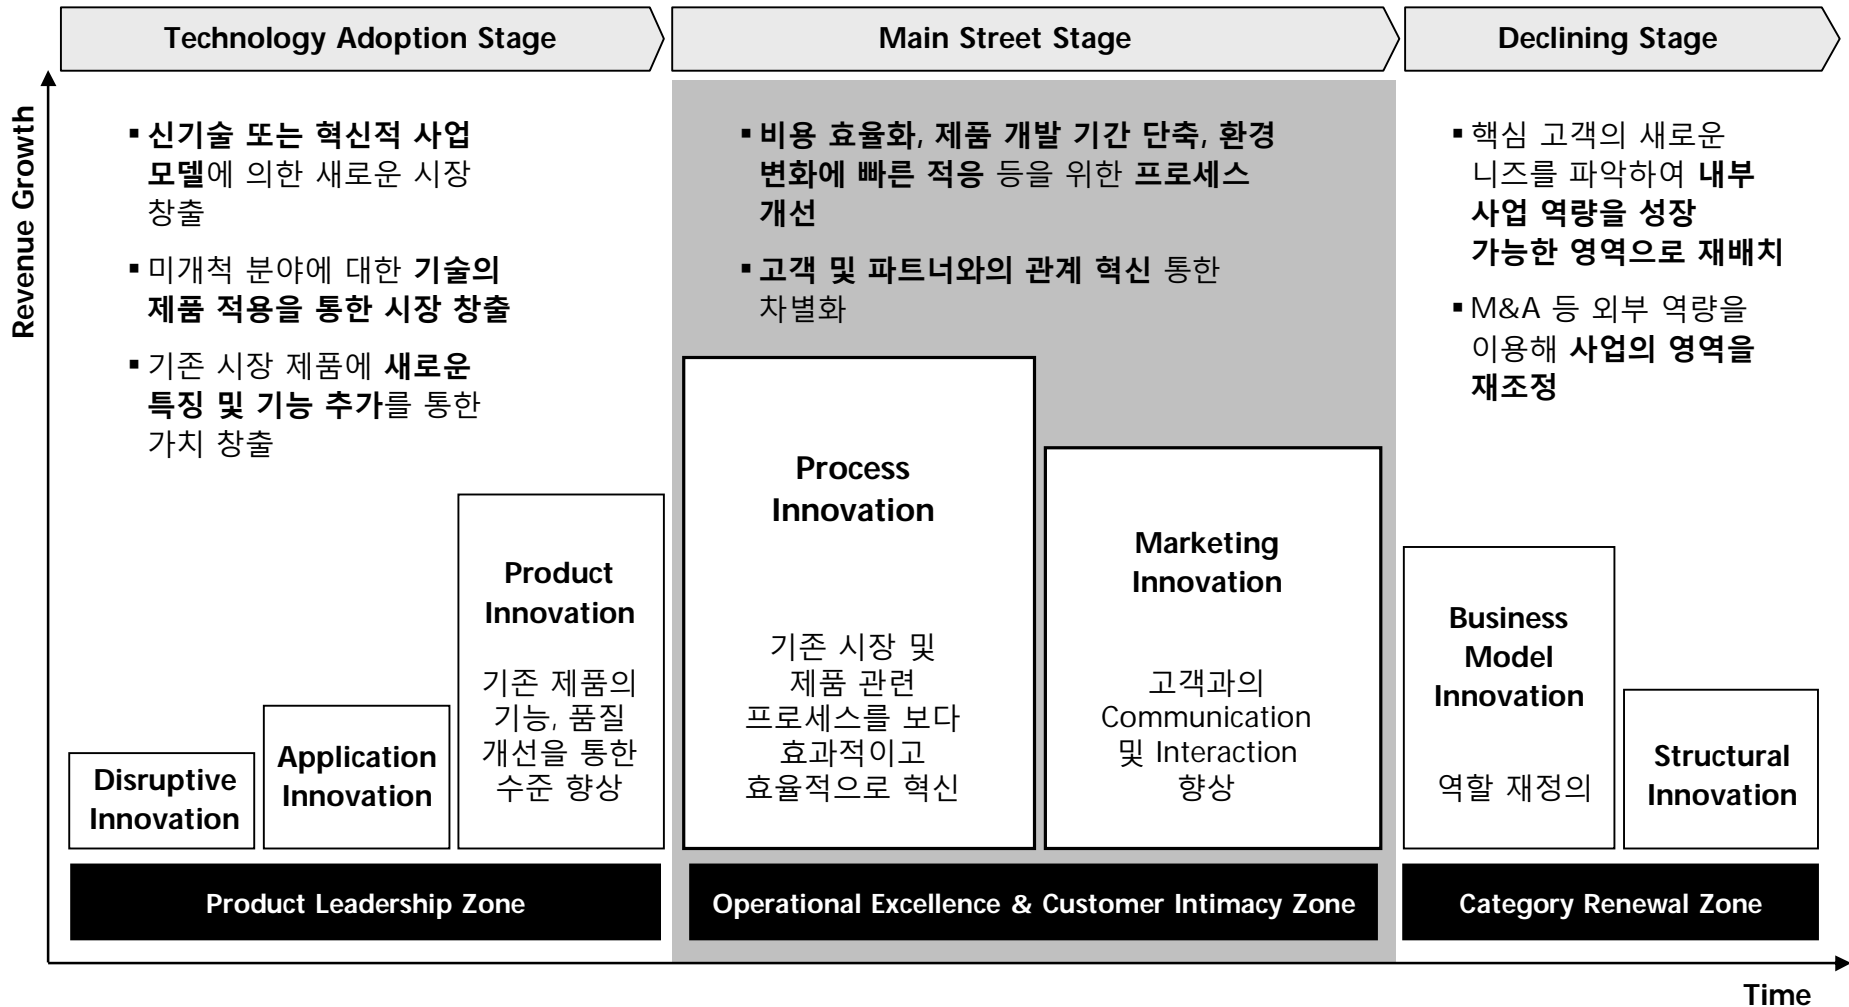 Technology Adoption Stage
Main Street Stage
Declining Stage
Revenue Growth
▪ 신기술 또는 혁신적 사업
모델에 의한 새로운 시장
창출
▪ 미개척 분야에 대한 기술의
제품 적용을 통한 시장 창출
▪ 기존 시장 제품에 새로운
특징 및 기능 추가를 통한
가치 창출
▪ 비용 효율화, 제품 개발 기간 단축, 환경
변화에 빠른 적응 등을 위한 프로세스
개선
▪ 고객 및 파트너와의 관계 혁신 통한
차별화
▪ 핵심 고객의 새로운
니즈를 파악하여 내부
사업 역량을 성장
가능한 영역으로 재배치
▪ M&A 등 외부 역량을
이용해 사업의 영역을
재조정
Disruptive
Innovation
Application
Innovation
Product
Innovation
기존 제품의
기능, 품질
개선을 통한
수준 향상
Process
Innovation
기존 시장 및
제품 관련
프로세스를 보다
효과적이고
효율적으로 혁신
Marketing
Innovation
고객과의
Communication
및 Interaction
향상
Business
Model
Innovation
역할 재정의
Structural
Innovation
Product Leadership Zone
Operational Excellence & Customer Intimacy Zone
Category Renewal Zone
Time